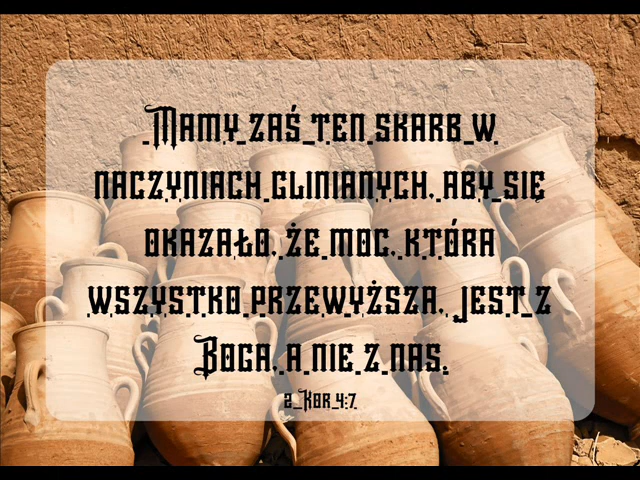 Mamy zaś ten skarb w
naczyniach glinianych, aby się
okazało, że moc, która
wszystko przewyższa, jest z
Boga, a nie z nas.
2 Kor 4:7